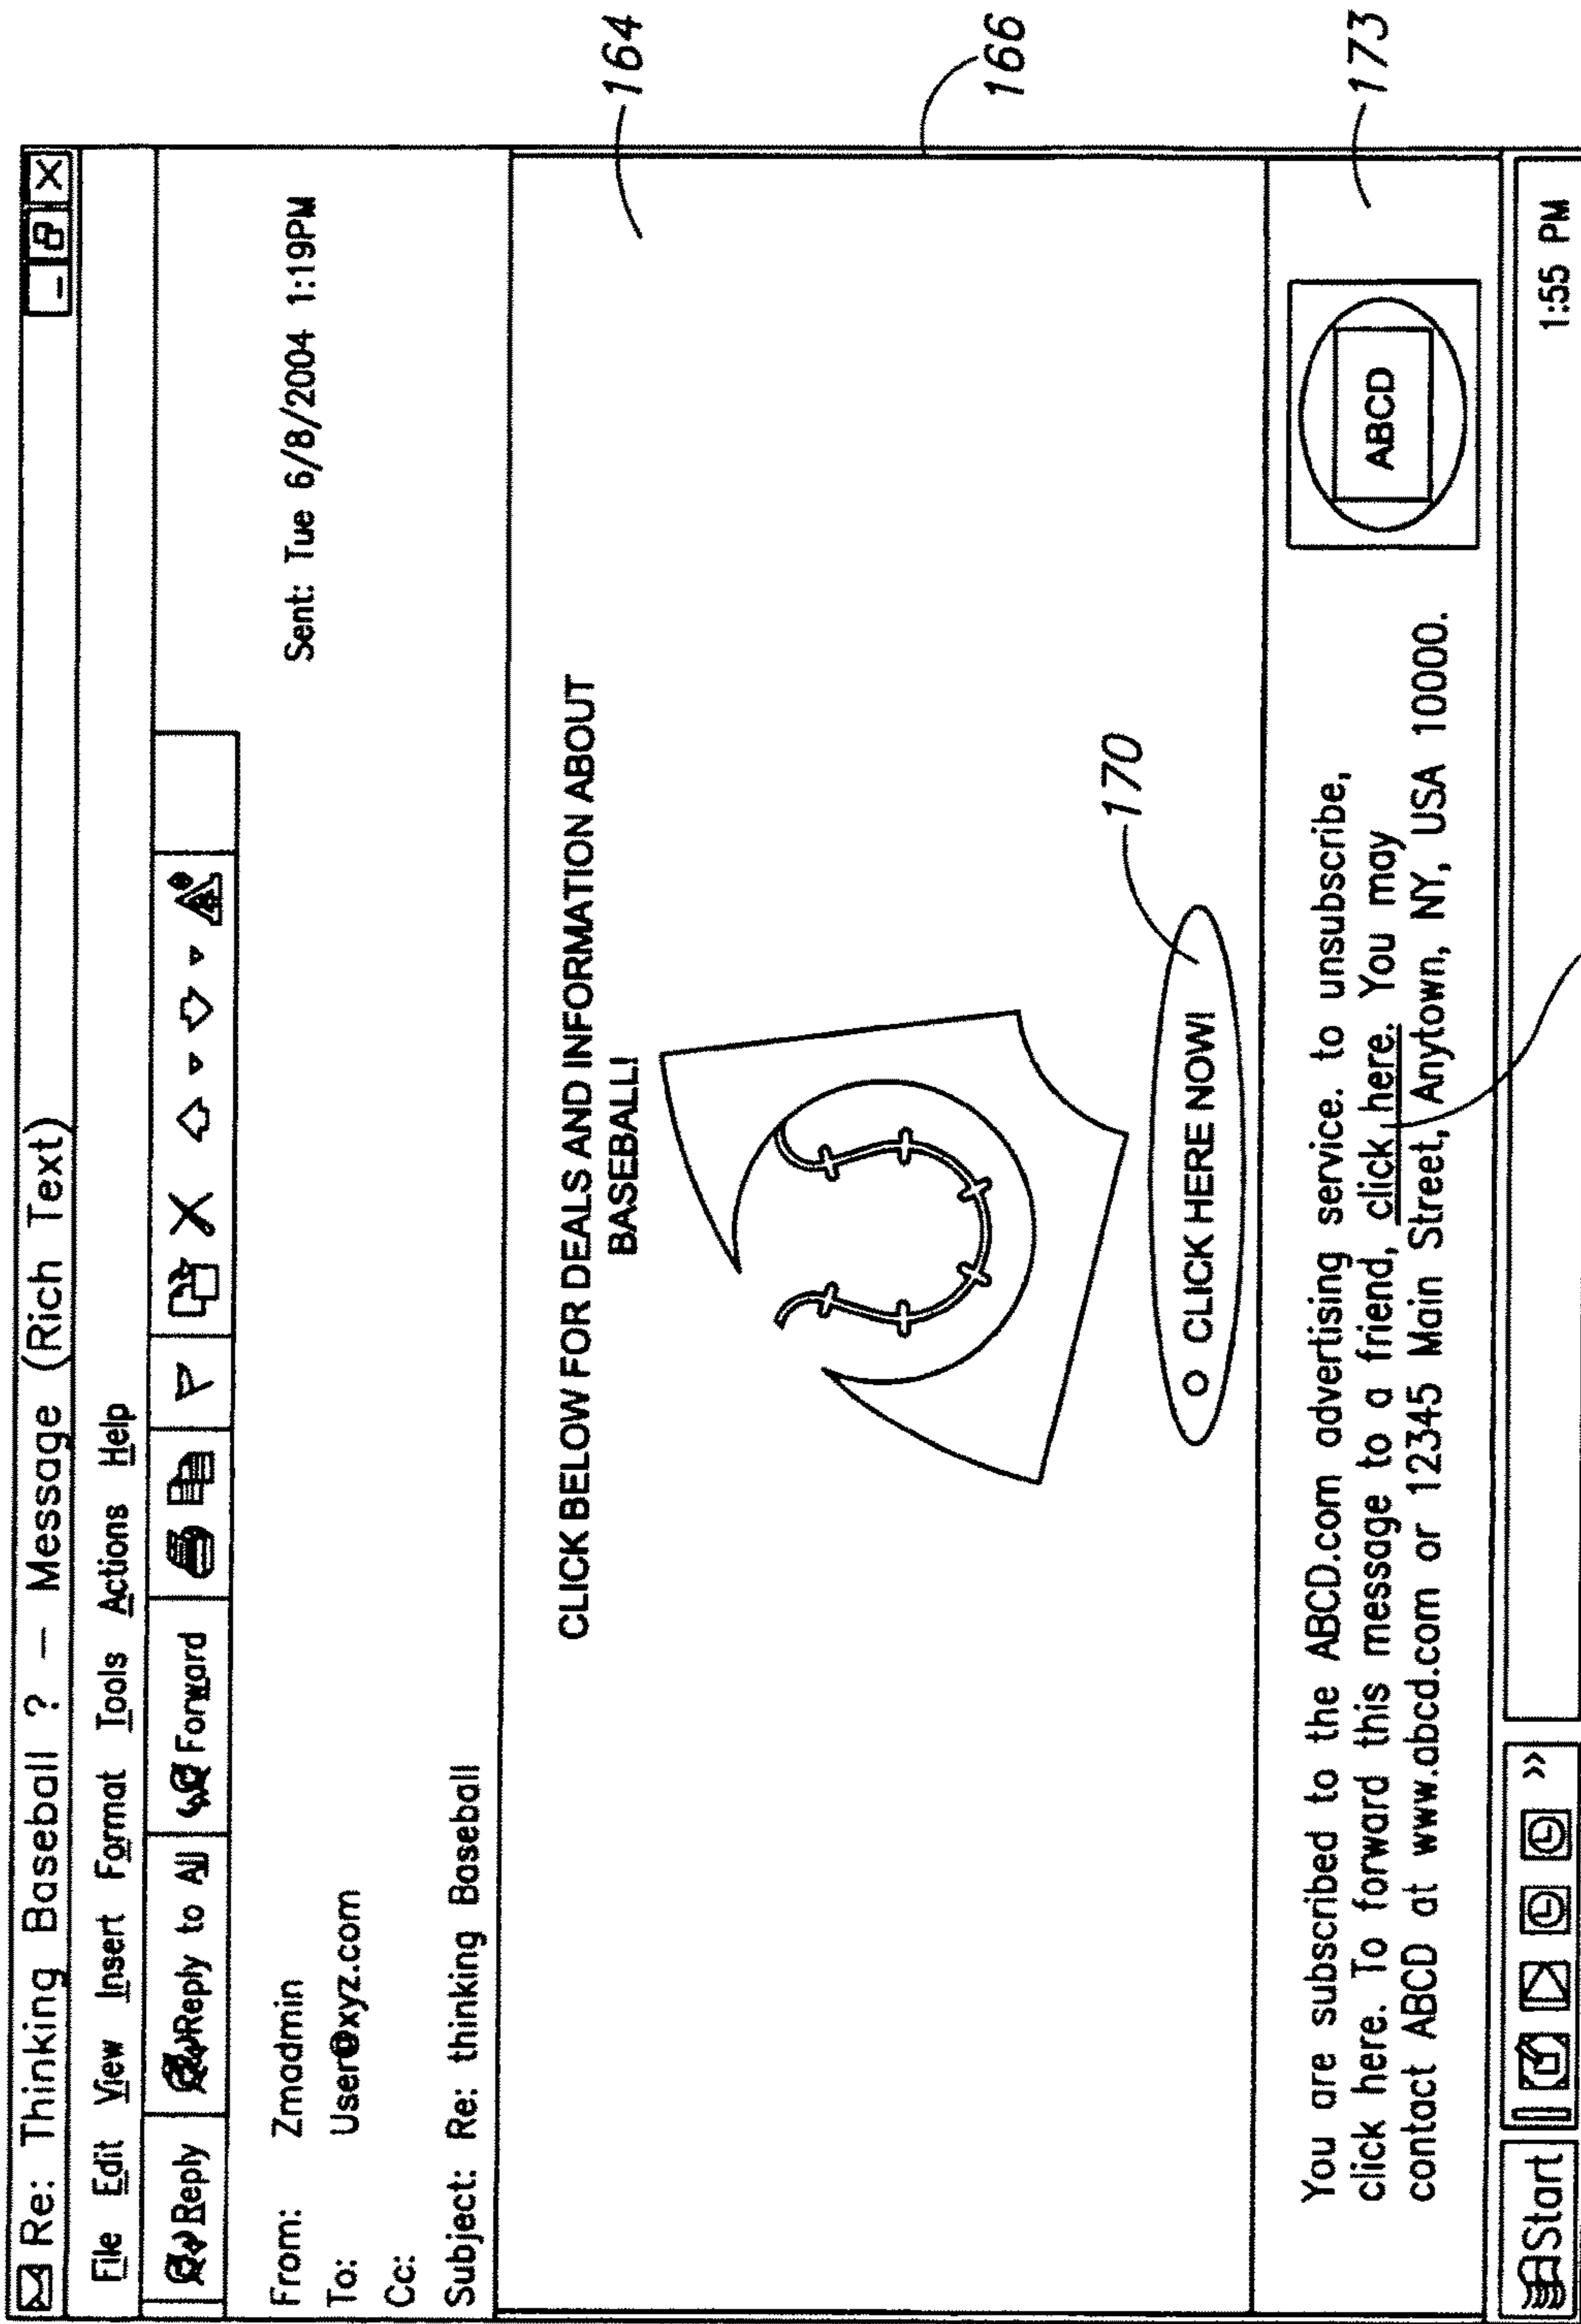 Re: Thinking Baseball ? – Message (Rich Text)
File Edit View Insert Format Tools Actions Help
Reply Reply to All Forward
From: Zmadmin
Sent: Tue 6/8/2004 1:19PM
To: User@xyz.com
Cc:
Subject: Re: thinking Baseball
164
CLICK BELOW FOR DEALS AND INFORMATION ABOUT
BASEBALL!
166
170
CLICK HERE NOW!
173
You are subscribed to the ABCD.com advertising service. to unsubscribe,
click here. To forward this message to a friend, click here. You may
contact ABCD at www.abcd.com or 12345 Main Street, Anytown, NY, USA 10000.
ABCD
Start » 1:55 PM